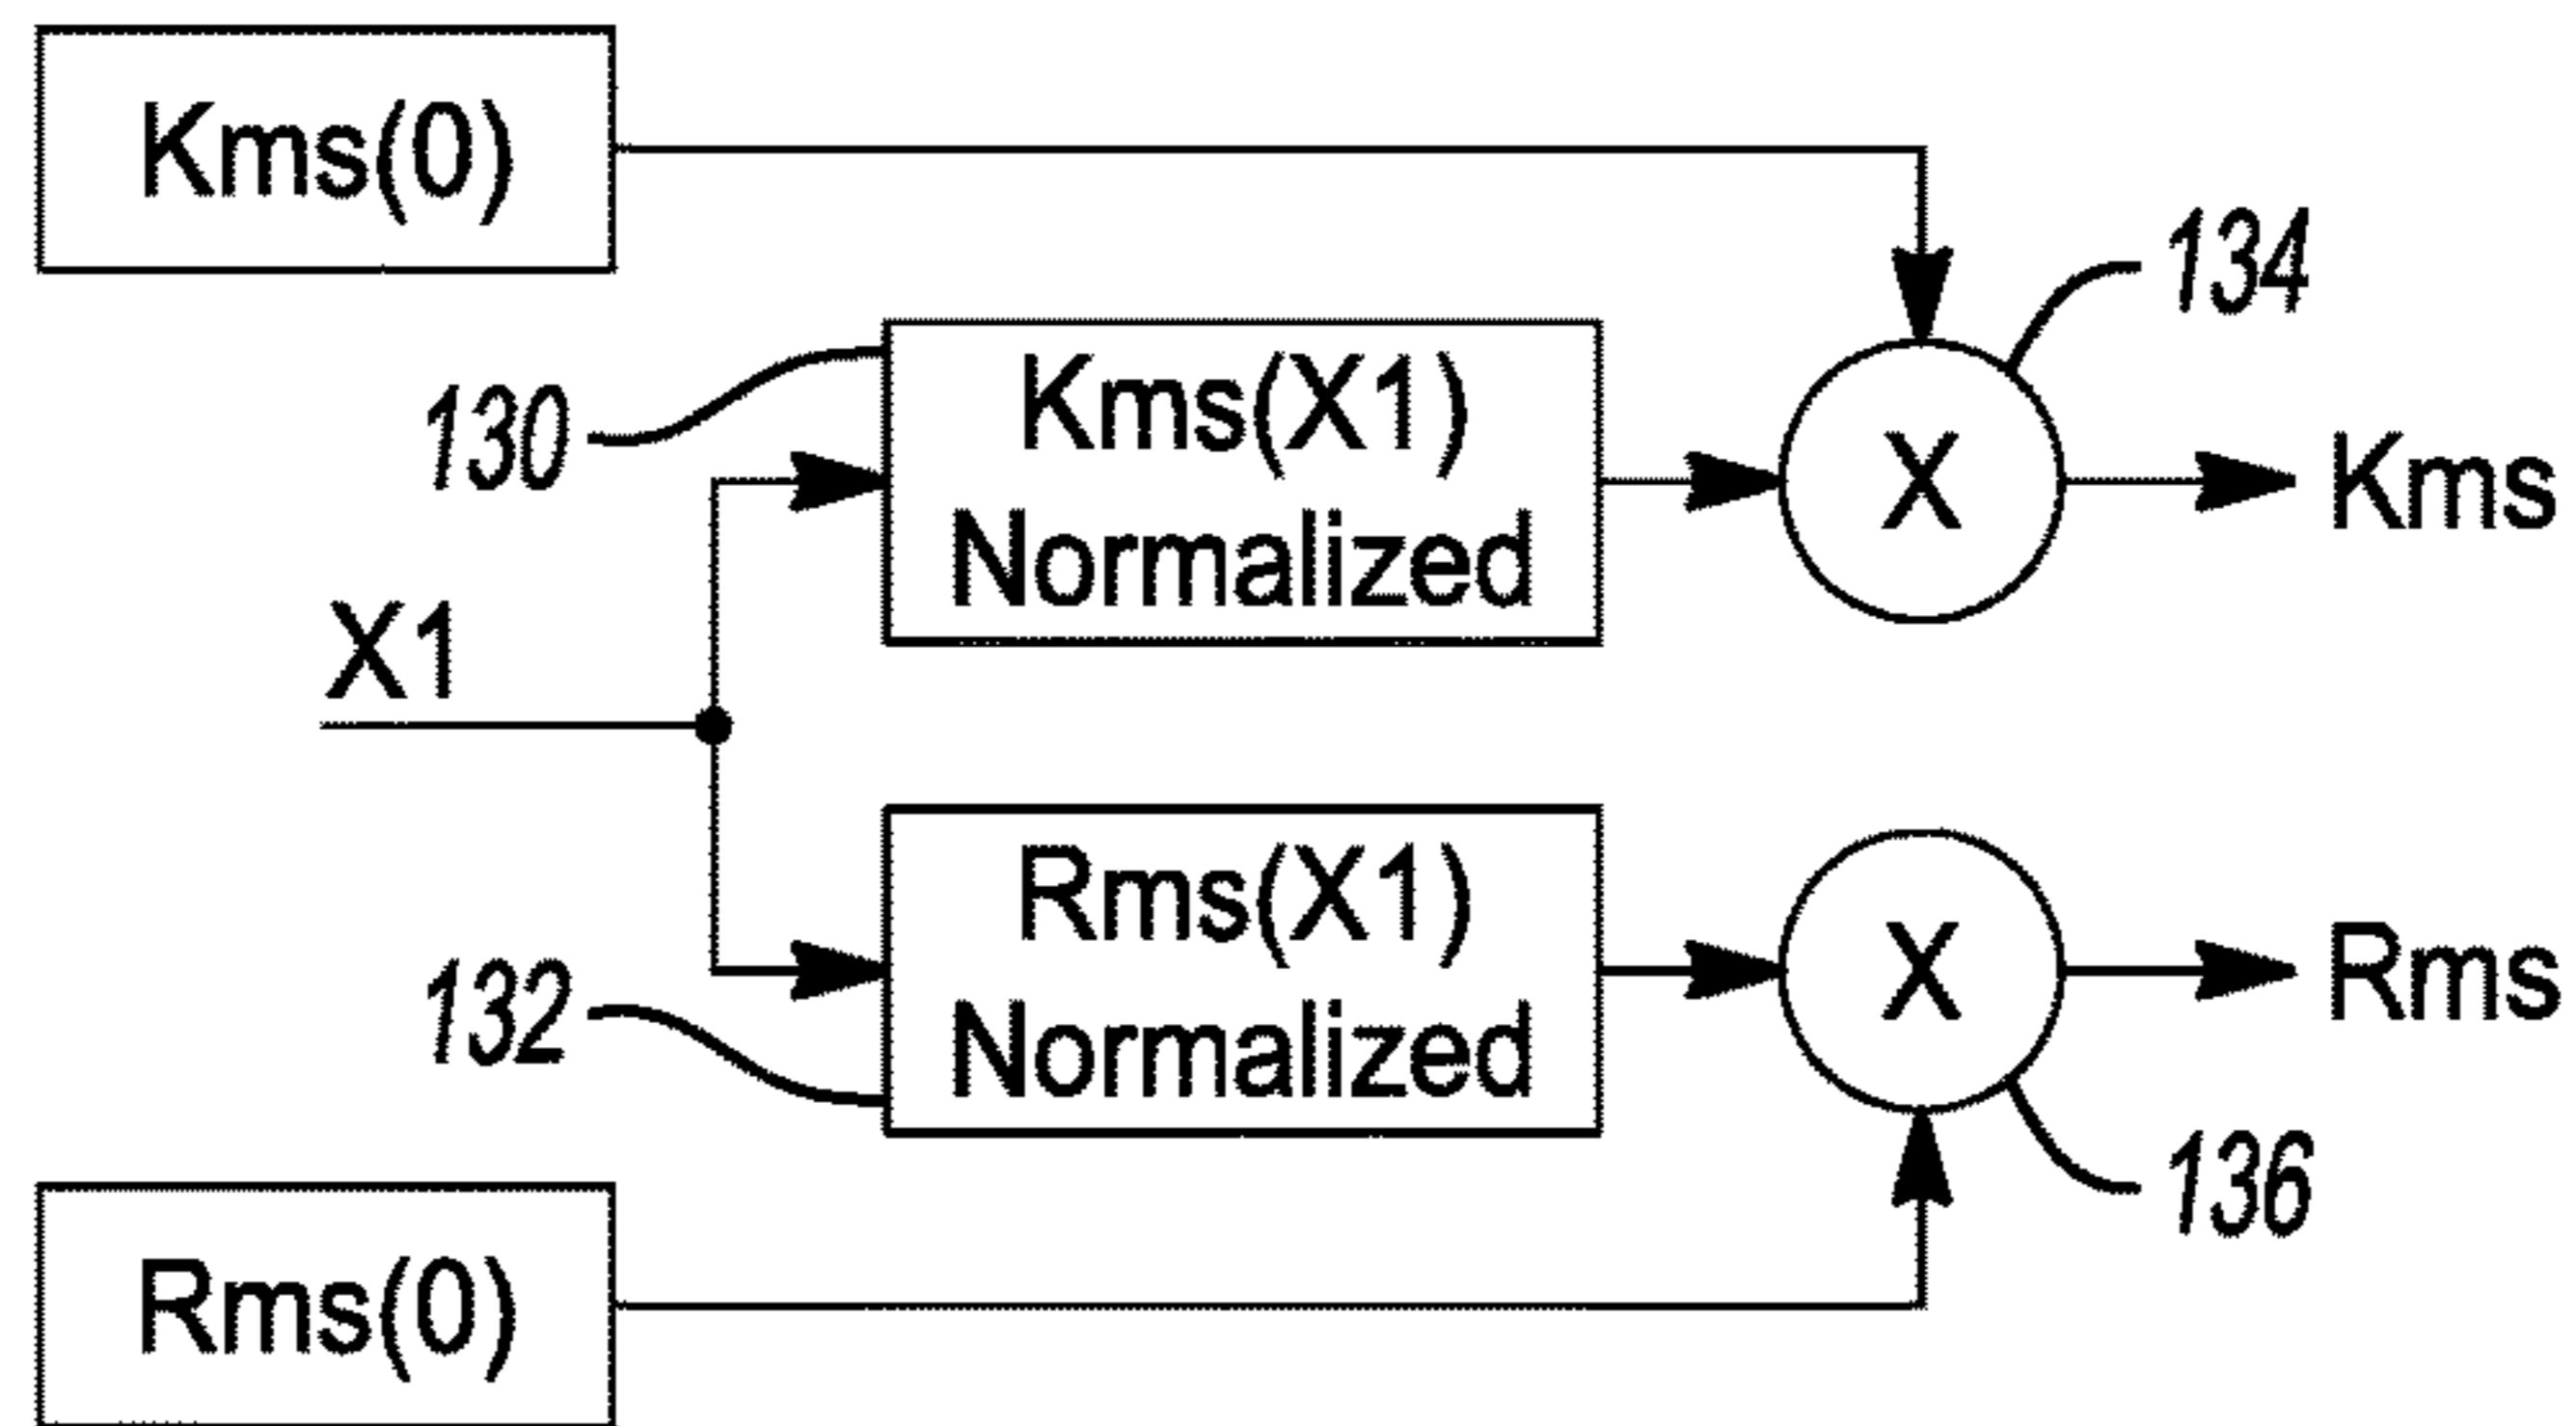 Kms(0)
134
130
Kms(X1)
Normalized
X
Kms
X1
132
Rms(X1)
Normalized
X
Rms
136
Rms(0)